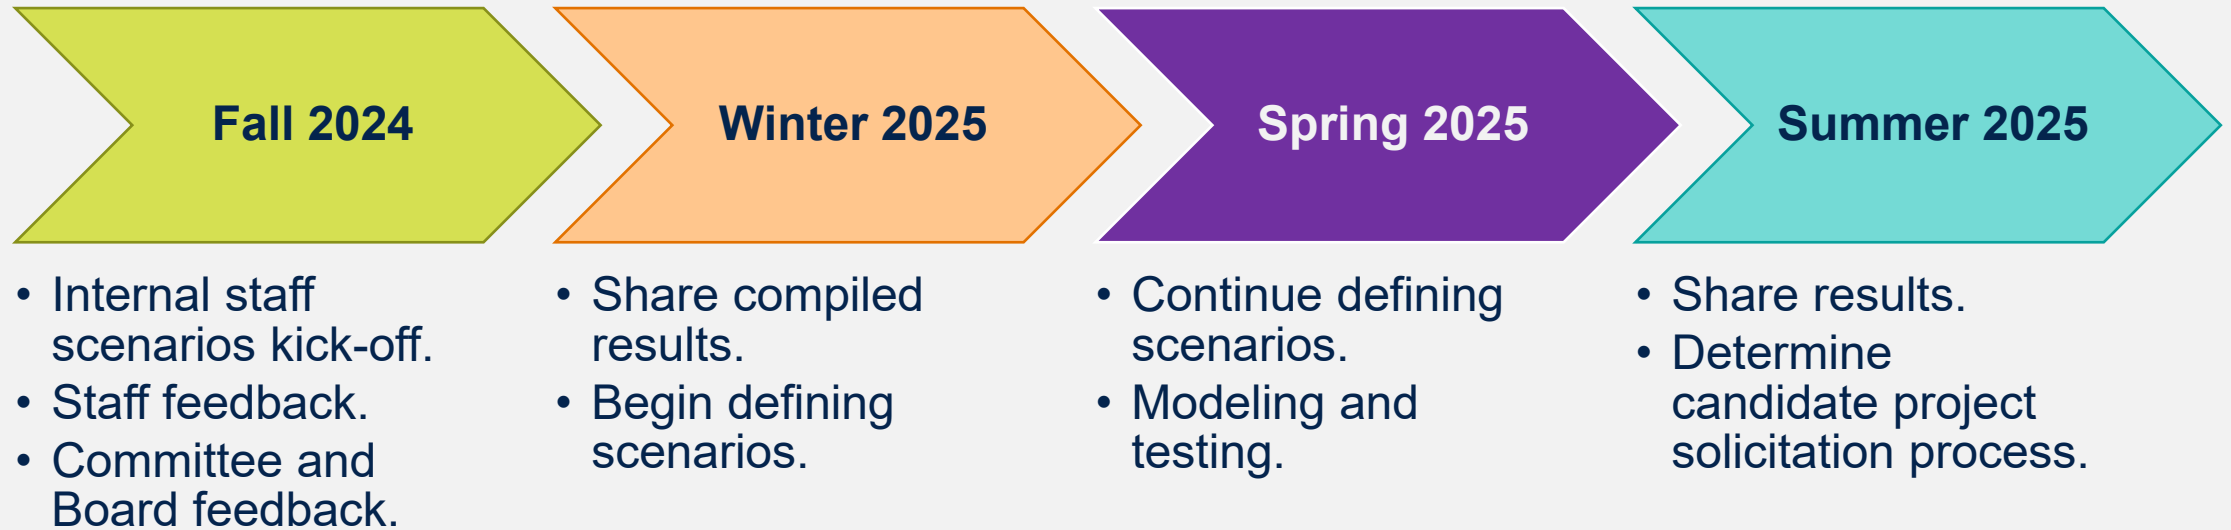 Fall 2024
• Internal staff
scenarios kick-off.
• Staff feedback.
• Committee and
Board feedback.
Winter 2025
• Share compiled
results.
• Begin defining
scenarios.
Spring 2025
• Continue defining
scenarios.
• Modeling and
testing.
Summer 2025
• Share results.
• Determine
candidate project
solicitation process.